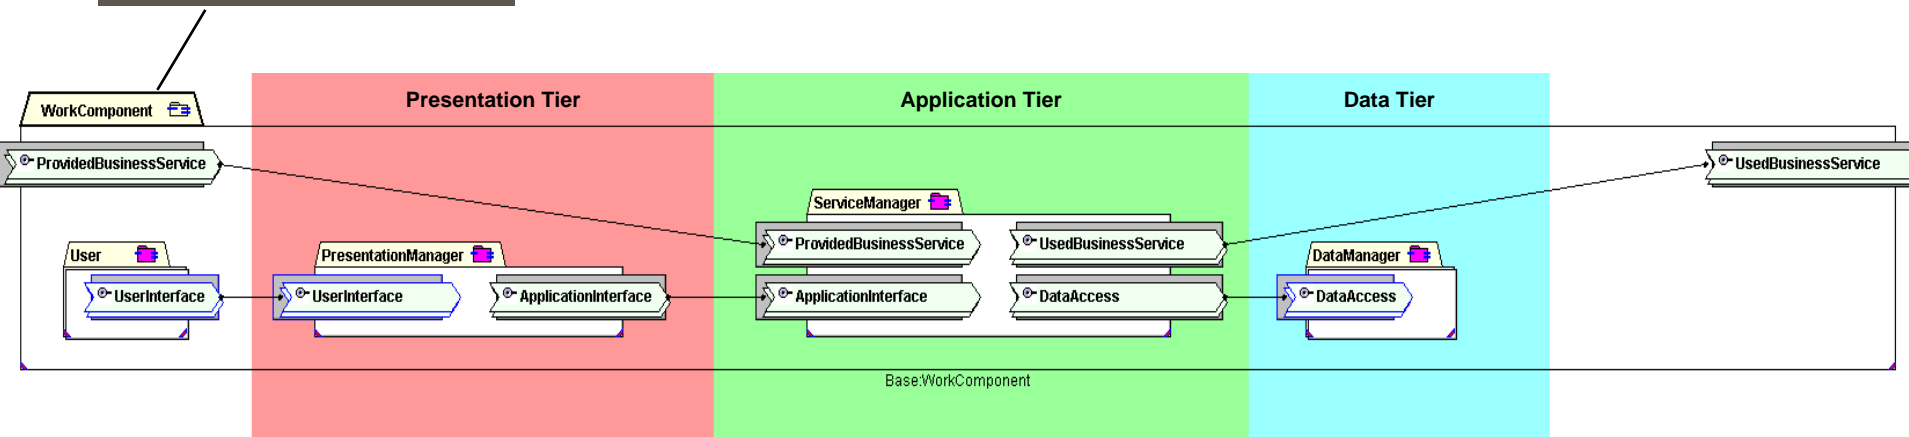 Presentation Tier
Application Tier
Data Tier
WorkComponent
ProvidedBusinessService
UsedBusinessService
ServiceManager
ProvidedBusinessService
UsedBusinessService
User
PresentationManager
DataManager
UserInterface
UserInterface
ApplicationInterface
ApplicationInterface
DataAccess
DataAccess
Base:WorkComponent